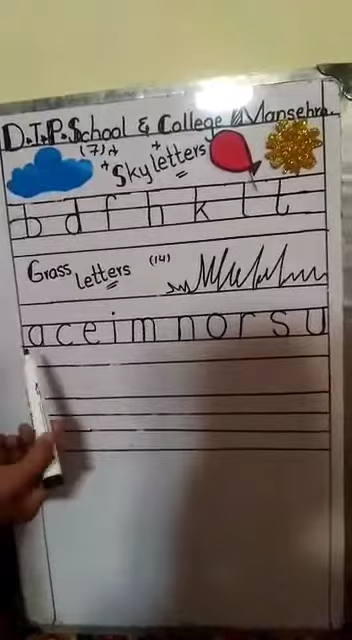 D.I.P. School & College Mansehra.
(7)
Sky letters
b d f h k l t
Grass letters (14)
a c e i m n o r s u